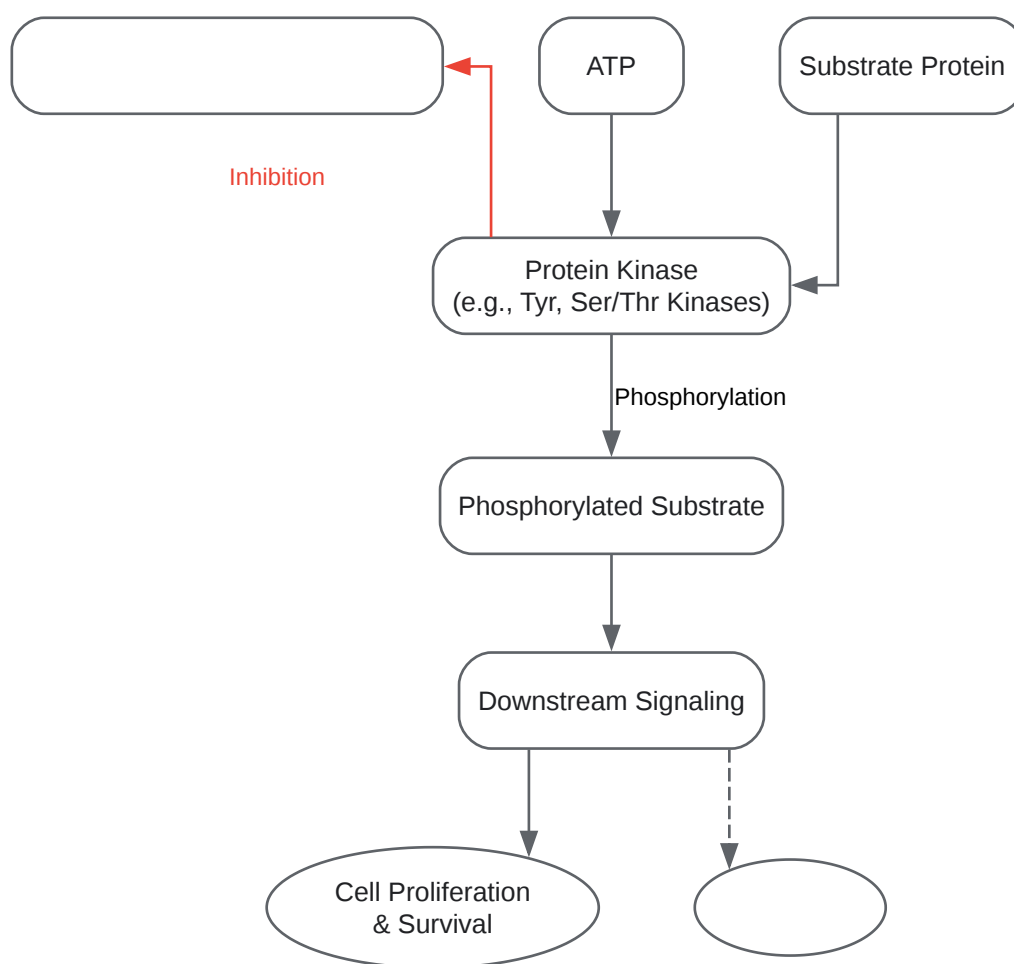 ATP
Substrate Protein
Inhibition
Protein Kinase
(e.g., Tyr, Ser/Thr Kinases)
Phosphorylation
Phosphorylated Substrate
Downstream Signaling
Cell Proliferation
& Survival